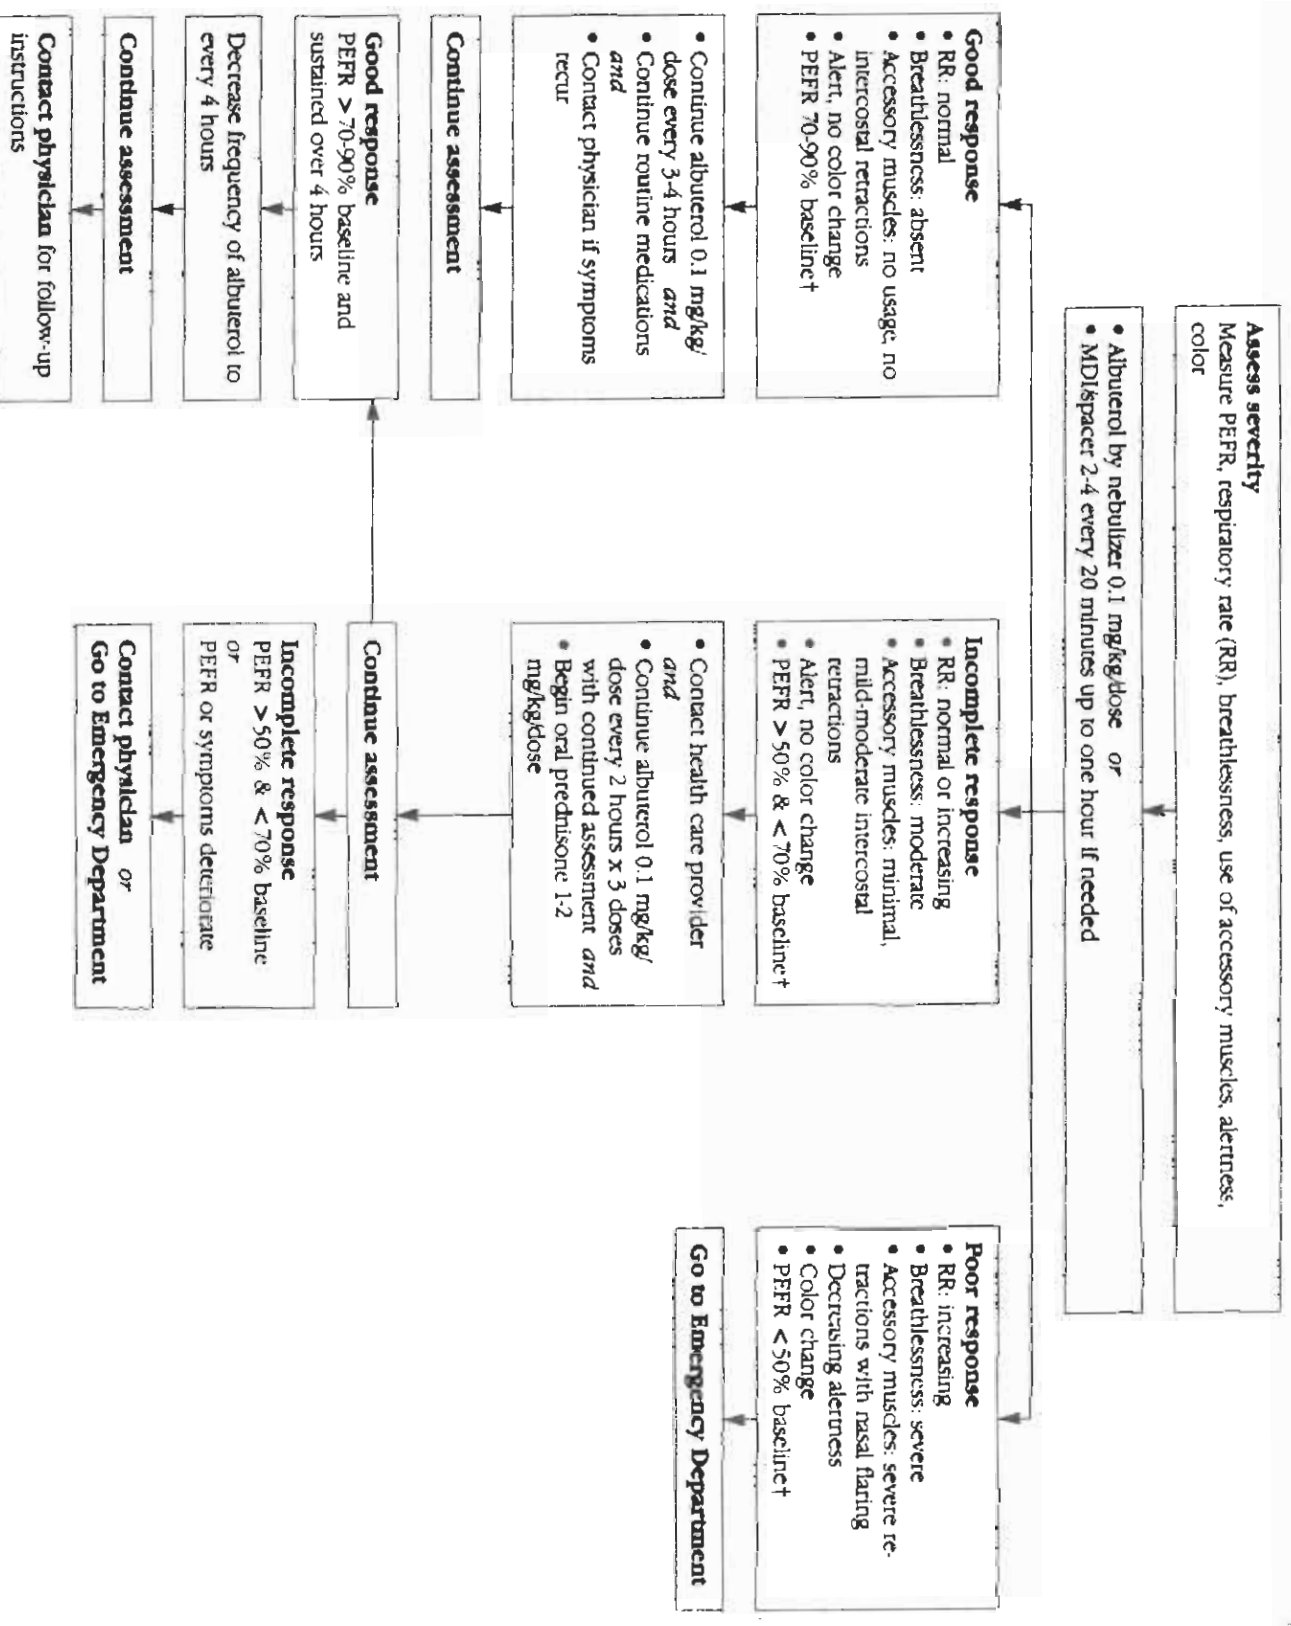 Assess severity
Measure PEFR, respiratory rate (RR), breathlessness, use of accessory muscles, alertness,
color
• Albuterol by nebulizer 0.1 mg/kg/dose or
• MDI/spacer 2-4 every 20 minutes up to one hour if needed
Good response
• RR: normal
• Breathlessness: absent
• Accessory muscles: no usage, no
intercostal retractions
• Alert, no color change
• PEFR 70-90% baseline†
• Continue albuterol 0.1 mg/kg/
dose every 3-4 hours and
• Continue routine medications
and
• Contact physician if symptoms
recur
Continue assessment
Good response
PEFR > 70-90% baseline and
sustained over 4 hours
Decrease frequency of albuterol to
every 4 hours
Continue assessment
Contact physician for follow-up
instructions
Incomplete response
• RR: normal or increasing
• Breathlessness: moderate
• Accessory muscles: minimal,
mild-moderate intercostal
retractions
• Alert, no color change
• PEFR > 50% & < 70% baseline†
• Contact health care provider
and
• Continue albuterol 0.1 mg/kg/
dose every 2 hours x 3 doses
with continued assessment and
• Begin oral prednisone 1-2
mg/kg/dose
Continue assessment
Incomplete response
PEFR > 50% & < 70% baseline
or
PEFR or symptoms deteriorate
Contact physician or
Go to Emergency Department
Poor response
• RR: increasing
• Breathlessness: severe
• Accessory muscles: severe re-
tractions with nasal flaring
• Decreasing alertness
• Color change
• PEFR < 50% baseline†
Go to Emergency Department